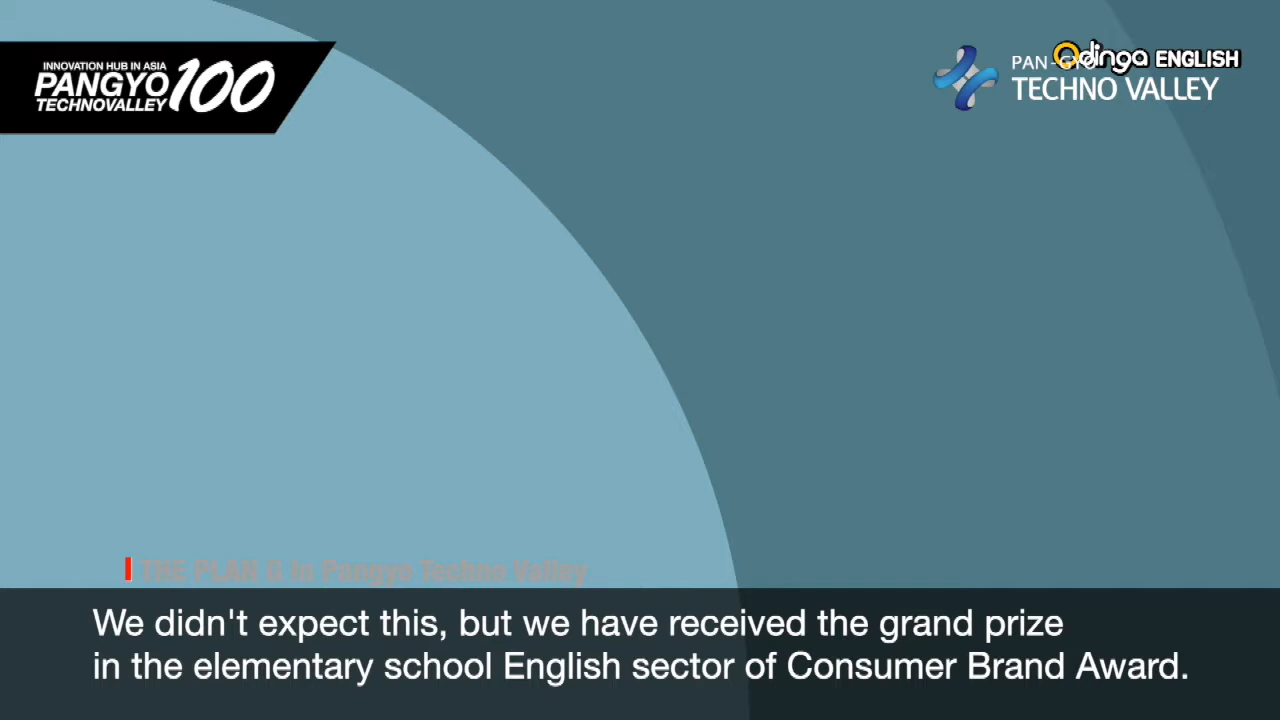 INNOVATION HUB IN ASIA
PANGYO 100
TECHNOVALLEY
PAN-GYO
TECHNO VALLEY
Odinga ENGLISH
THE PLAN G in Pangyo Techno Valley
We didn't expect this, but we have received the grand prize
in the elementary school English sector of Consumer Brand Award.